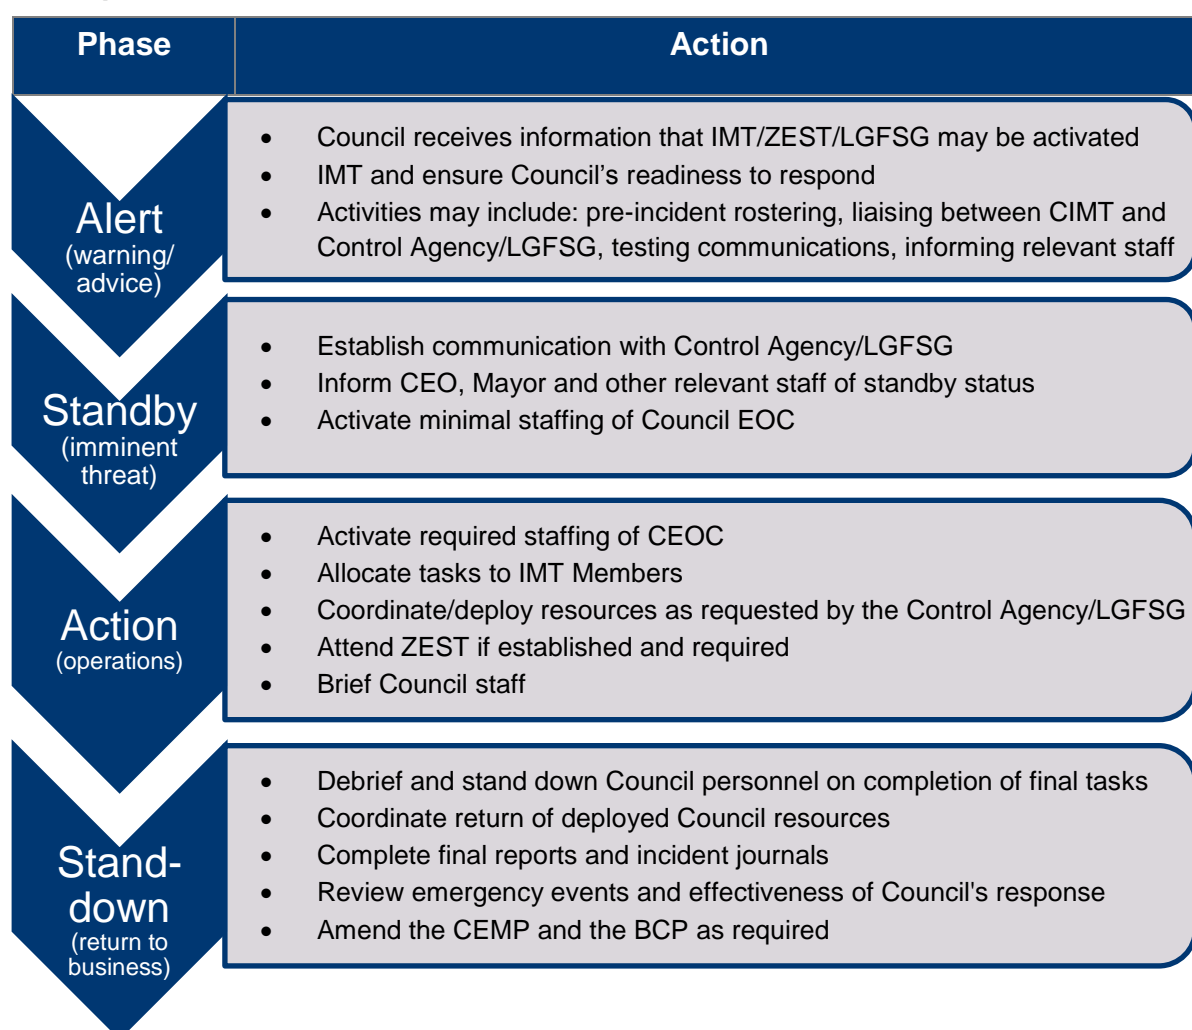 Phase
Action
Alert
(warning/
advice)
• Council receives information that IMT/ZEST/LGFSG may be activated
• IMT and ensure Council's readiness to respond
• Activities may include: pre-incident rostering, liaising between CIMT and
Control Agency/LGFSG, testing communications, informing relevant staff
Standby
(imminent
threat)
• Establish communication with Control Agency/LGFSG
• Inform CEO, Mayor and other relevant staff of standby status
• Activate minimal staffing of Council EOC
Action
(operations)
• Activate required staffing of CEOC
• Allocate tasks to IMT Members
• Coordinate/deploy resources as requested by the Control Agency/LGFSG
• Attend ZEST if established and required
• Brief Council staff
Stand-
down
(return to
business)
• Debrief and stand down Council personnel on completion of final tasks
• Coordinate return of deployed Council resources
• Complete final reports and incident journals
• Review emergency events and effectiveness of Council's response
• Amend the CEMP and the BCP as required